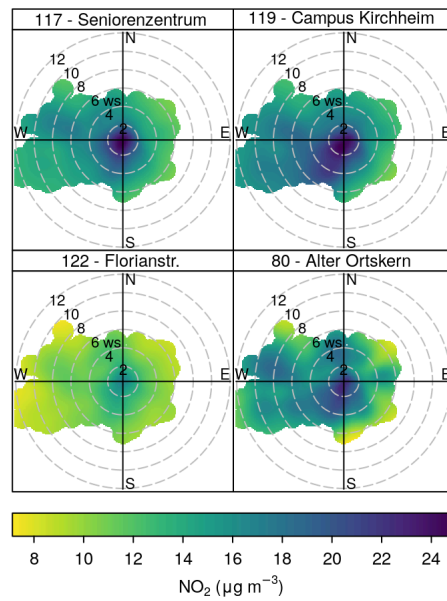 117 - Seniorenzentrum
119 - Campus Kirchheim
N
12
10
8
6 ws
4
2
W
E
S
N
12
10
8
6 ws
4
2
W
E
S
122 - Florianstr.
80 - Alter Ortskern
N
12
10
8
6 ws
4
2
W
E
S
N
12
10
8
6 ws
4
2
W
E
S
8 10 12 14 16 18 20 22 24
NO₂ (µg m⁻³)